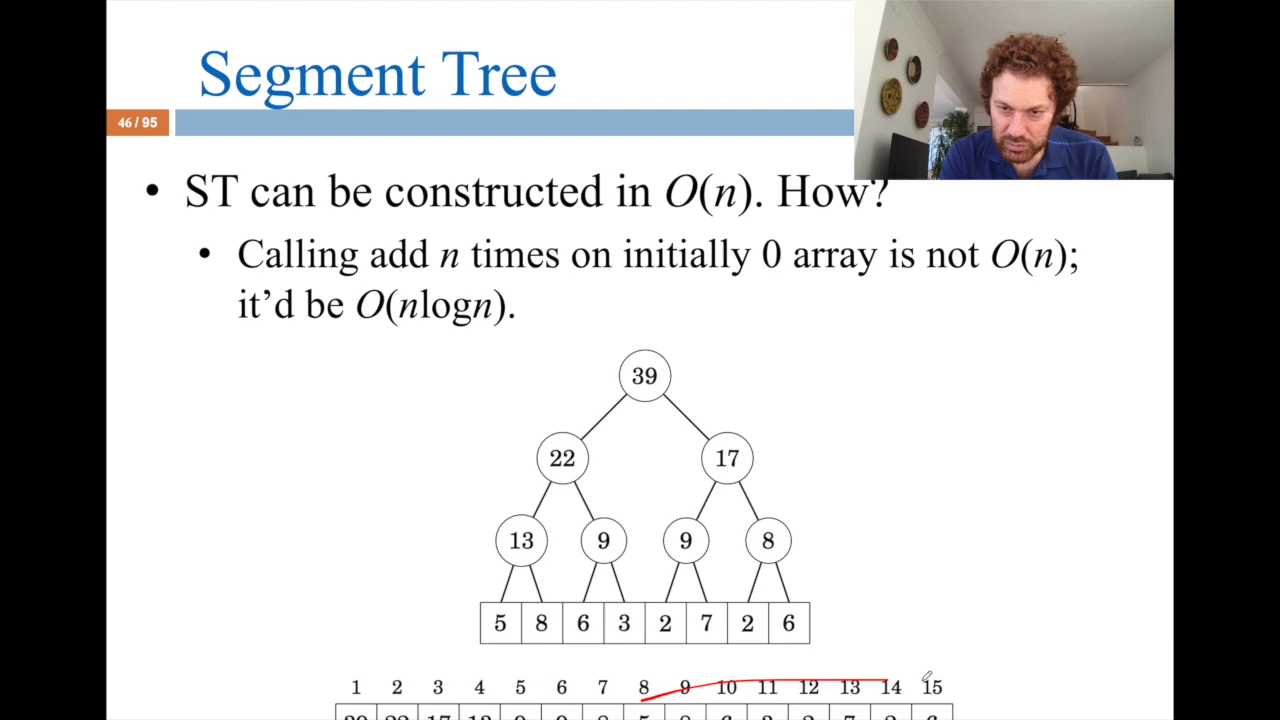 Segment Tree
46 / 95
• ST can be constructed in O(n). How?
• Calling add n times on initially 0 array is not O(n);
it'd be O(nlogn).
39
22 17
13 9 9 8
5 8 6 3 2 7 2 6
1 2 3 4 5 6 7 8 9 10 11 12 13 14 15